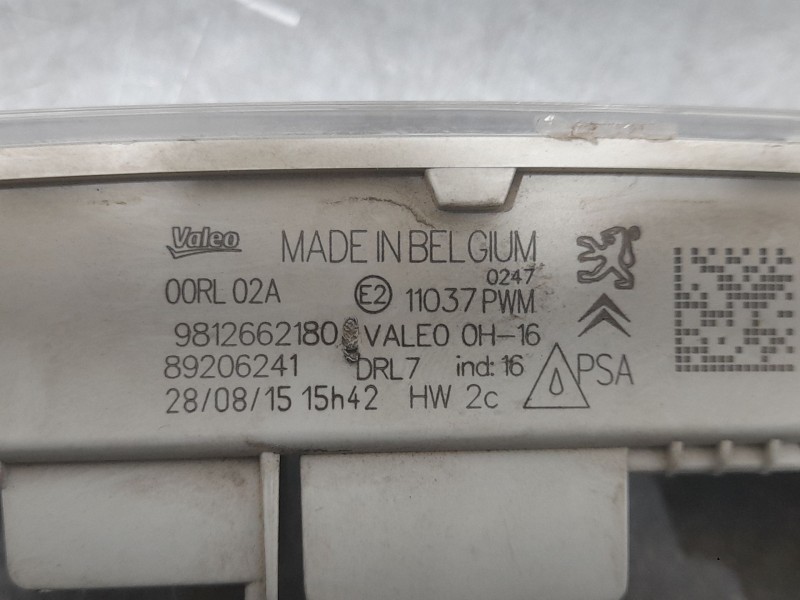 Valeo MADE IN BELGIUM
0247
00RL 02A E2 11037 PWM
9812662180 VALEO 0H-16
89206241 DRL7 ind: 16 PSA
28/08/15 15h42 HW 2c